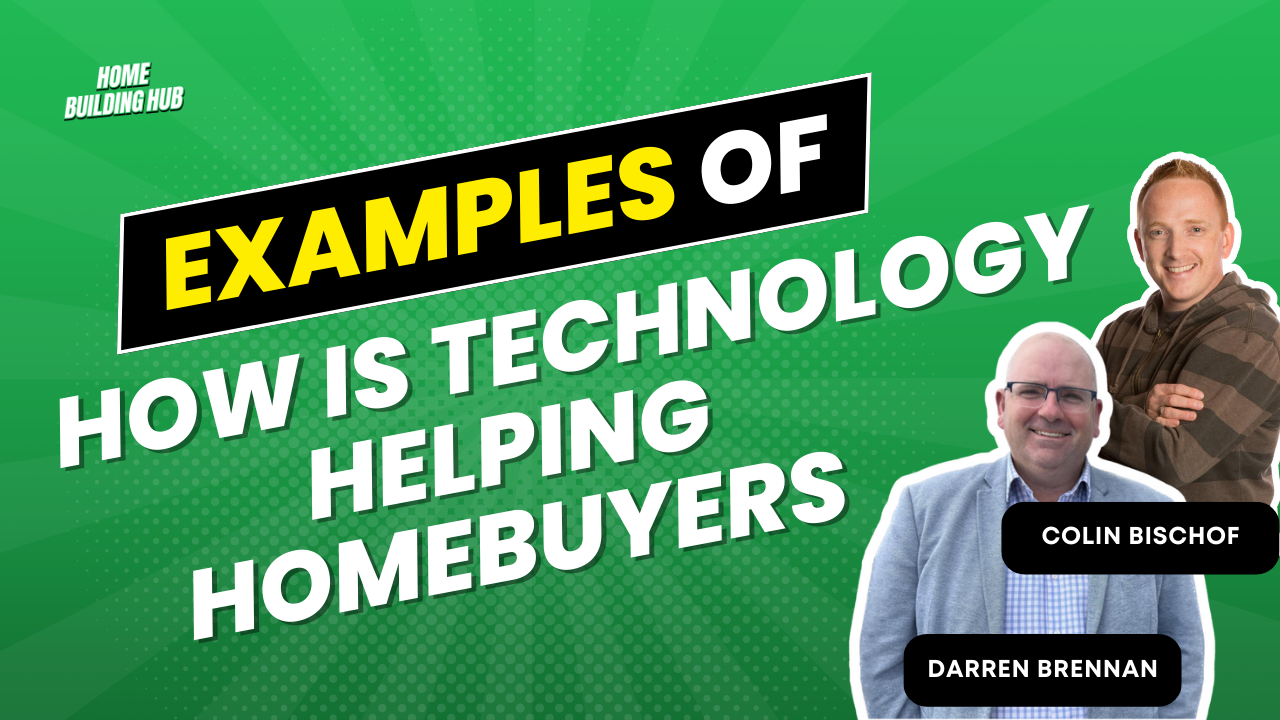 HOME
BUILDING HUB
EXAMPLES OF
HOW IS TECHNOLOGY
HELPING
HOMEBUYERS
COLIN BISCHOF
DARREN BRENNAN